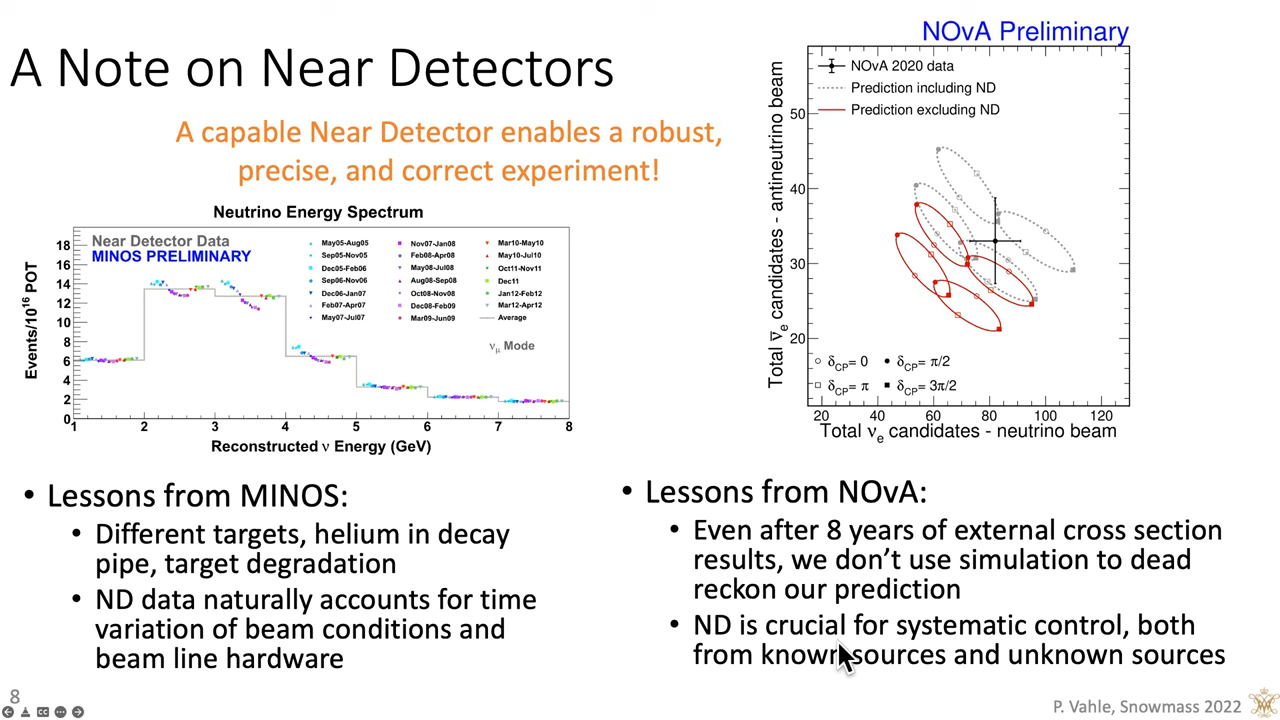 A Note on Near Detectors
A capable Near Detector enables a robust,
precise, and correct experiment!
Neutrino Energy Spectrum
Near Detector Data
MINOS PRELIMINARY
May05-Aug05
Sep05-Nov05
Dec05-Feb06
Sep06-Nov06
Dec06-Jan07
Feb07-Apr07
May07-Jul07
Nov07-Jan08
Feb08-Apr08
May08-Jul08
Aug08-Sep08
Oct08-Nov08
Dec08-Feb09
Mar09-Jun09
Mar10-May10
May10-Jul10
Oct11-Nov11
Dec11
Jan12-Feb12
Mar12-Apr12
Average
νμ Mode
Events/10¹⁶ POT
18
16
14
12
10
8
6
4
2
0
1 2 3 4 5 6 7 8
Reconstructed ν Energy (GeV)
NOvA Preliminary
NOvA 2020 data
Prediction including ND
Prediction excluding ND
Total ν̄e candidates - antineutrino beam
50
40
30
20
δCP= 0
δCP= π/2
δCP= π
δCP= 3π/2
20 40 60 80 100 120
Total νe candidates - neutrino beam
• Lessons from MINOS:
• Different targets, helium in decay
pipe, target degradation
• ND data naturally accounts for time
variation of beam conditions and
beam line hardware
• Lessons from NOvA:
• Even after 8 years of external cross section
results, we don’t use simulation to dead
reckon our prediction
• ND is crucial for systematic control, both
from known sources and unknown sources
8
CC
P. Vahle, Snowmass 2022